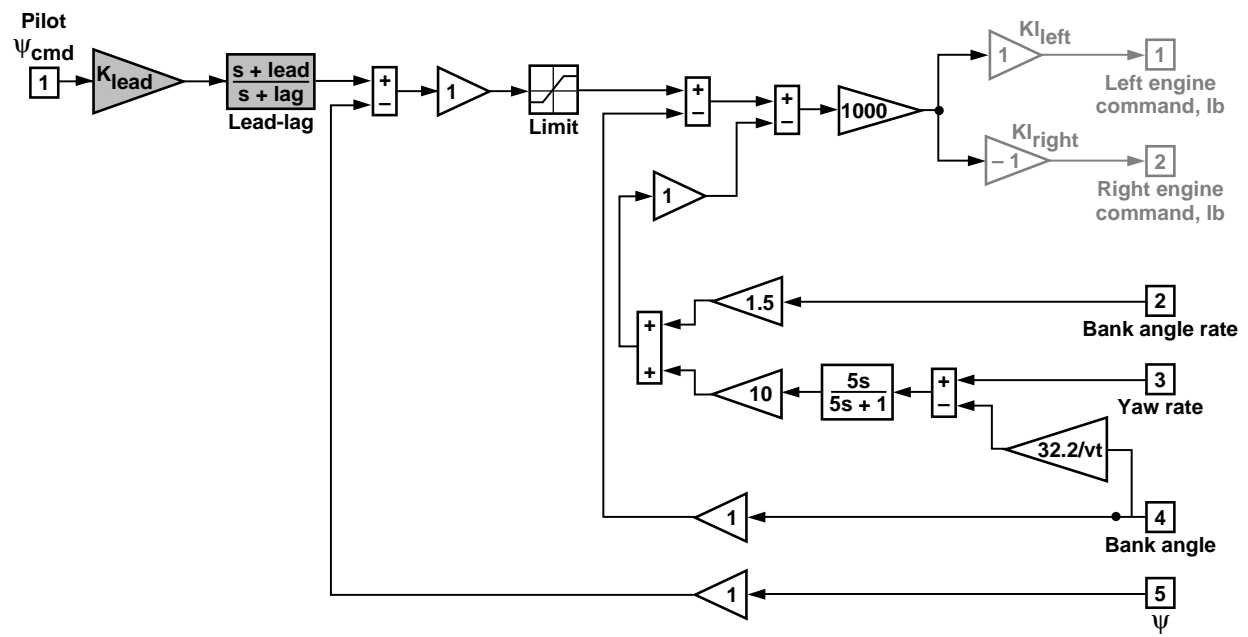 Pilot
ψcmd
1
Klead
s + lead
s + lag
Lead-lag
+
−
1
Limit
+
−
+
−
1000
KIleft
1
1
Left engine
command, lb
KIright
− 1
2
Right engine
command, lb
1
1.5
2
Bank angle rate
+
+
10
5s
5s + 1
+
−
3
Yaw rate
32.2/vt
1
4
Bank angle
1
5
ψ